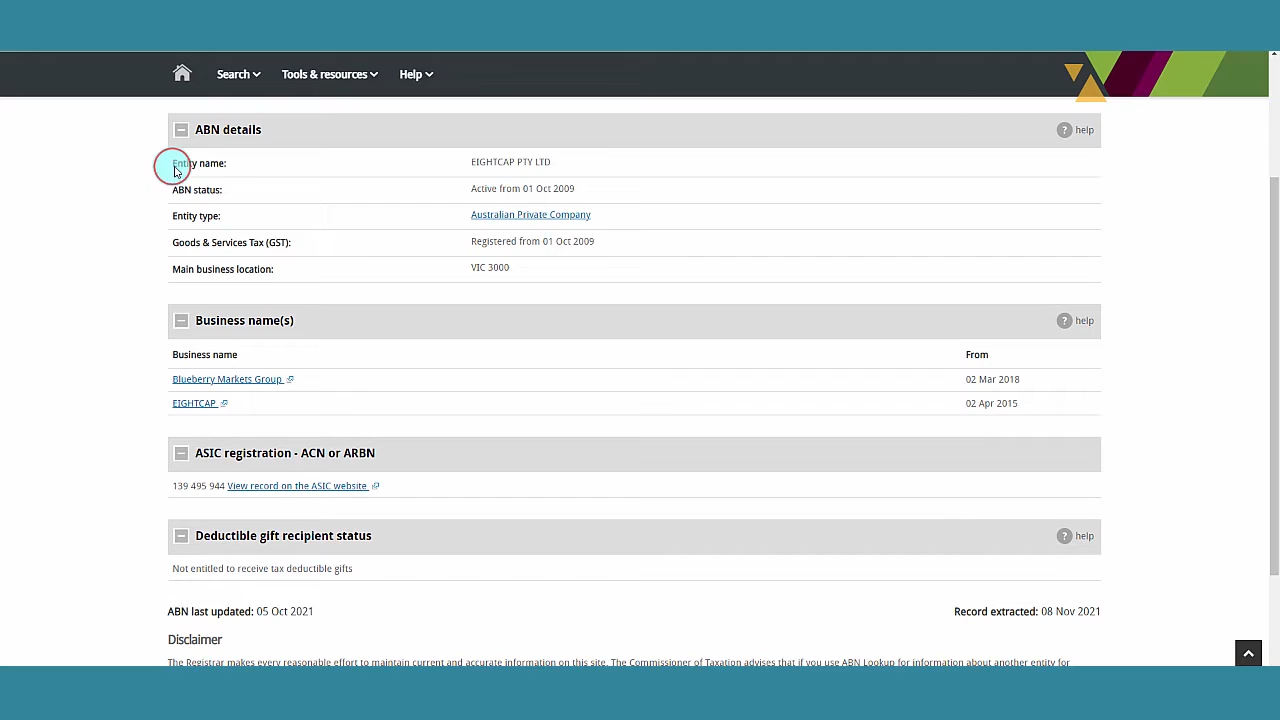 Search Tools & resources Help
ABN details
? help
Entity name: EIGHTCAP PTY LTD
ABN status: Active from 01 Oct 2009
Entity type: Australian Private Company
Goods & Services Tax (GST): Registered from 01 Oct 2009
Main business location: VIC 3000
Business name(s)
? help
Business name From
Blueberry Markets Group 02 Mar 2018
EIGHTCAP 02 Apr 2015
ASIC registration - ACN or ARBN
139 495 944 View record on the ASIC website
Deductible gift recipient status
? help
Not entitled to receive tax deductible gifts
ABN last updated: 05 Oct 2021 Record extracted: 08 Nov 2021
Disclaimer
The Registrar makes every reasonable effort to maintain current and accurate information on this site. The Commissioner of Taxation advises that if you use ABN Lookup for information about another entity for